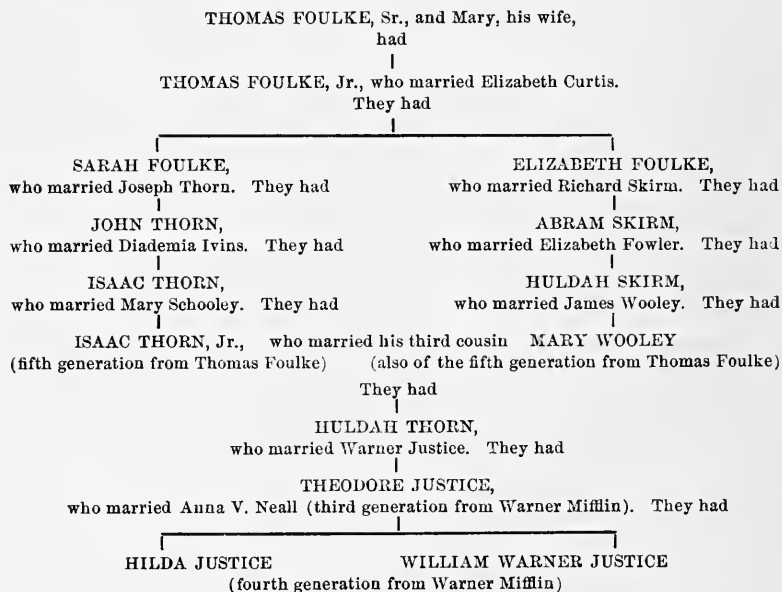 THOMAS FOULKE, Sr., and Mary, his wife,
had
THOMAS FOULKE, Jr., who married Elizabeth Curtis.
They had
SARAH FOULKE, ELIZABETH FOULKE,
who married Joseph Thorn. They had who married Richard Skirm. They had
JOHN THORN, ABRAM SKIRM,
who married Diademia Ivins. They had who married Elizabeth Fowler. They had
ISAAC THORN, HULDAH SKIRM,
who married Mary Schooley. They had who married James Wooley. They had
ISAAC THORN, Jr., who married his third cousin MARY WOOLEY
(fifth generation from Thomas Foulke) (also of the fifth generation from Thomas Foulke)
They had
HULDAH THORN,
who married Warner Justice. They had
THEODORE JUSTICE,
who married Anna V. Neall (third generation from Warner Mifflin). They had
HILDA JUSTICE WILLIAM WARNER JUSTICE
(fourth generation from Warner Mifflin)